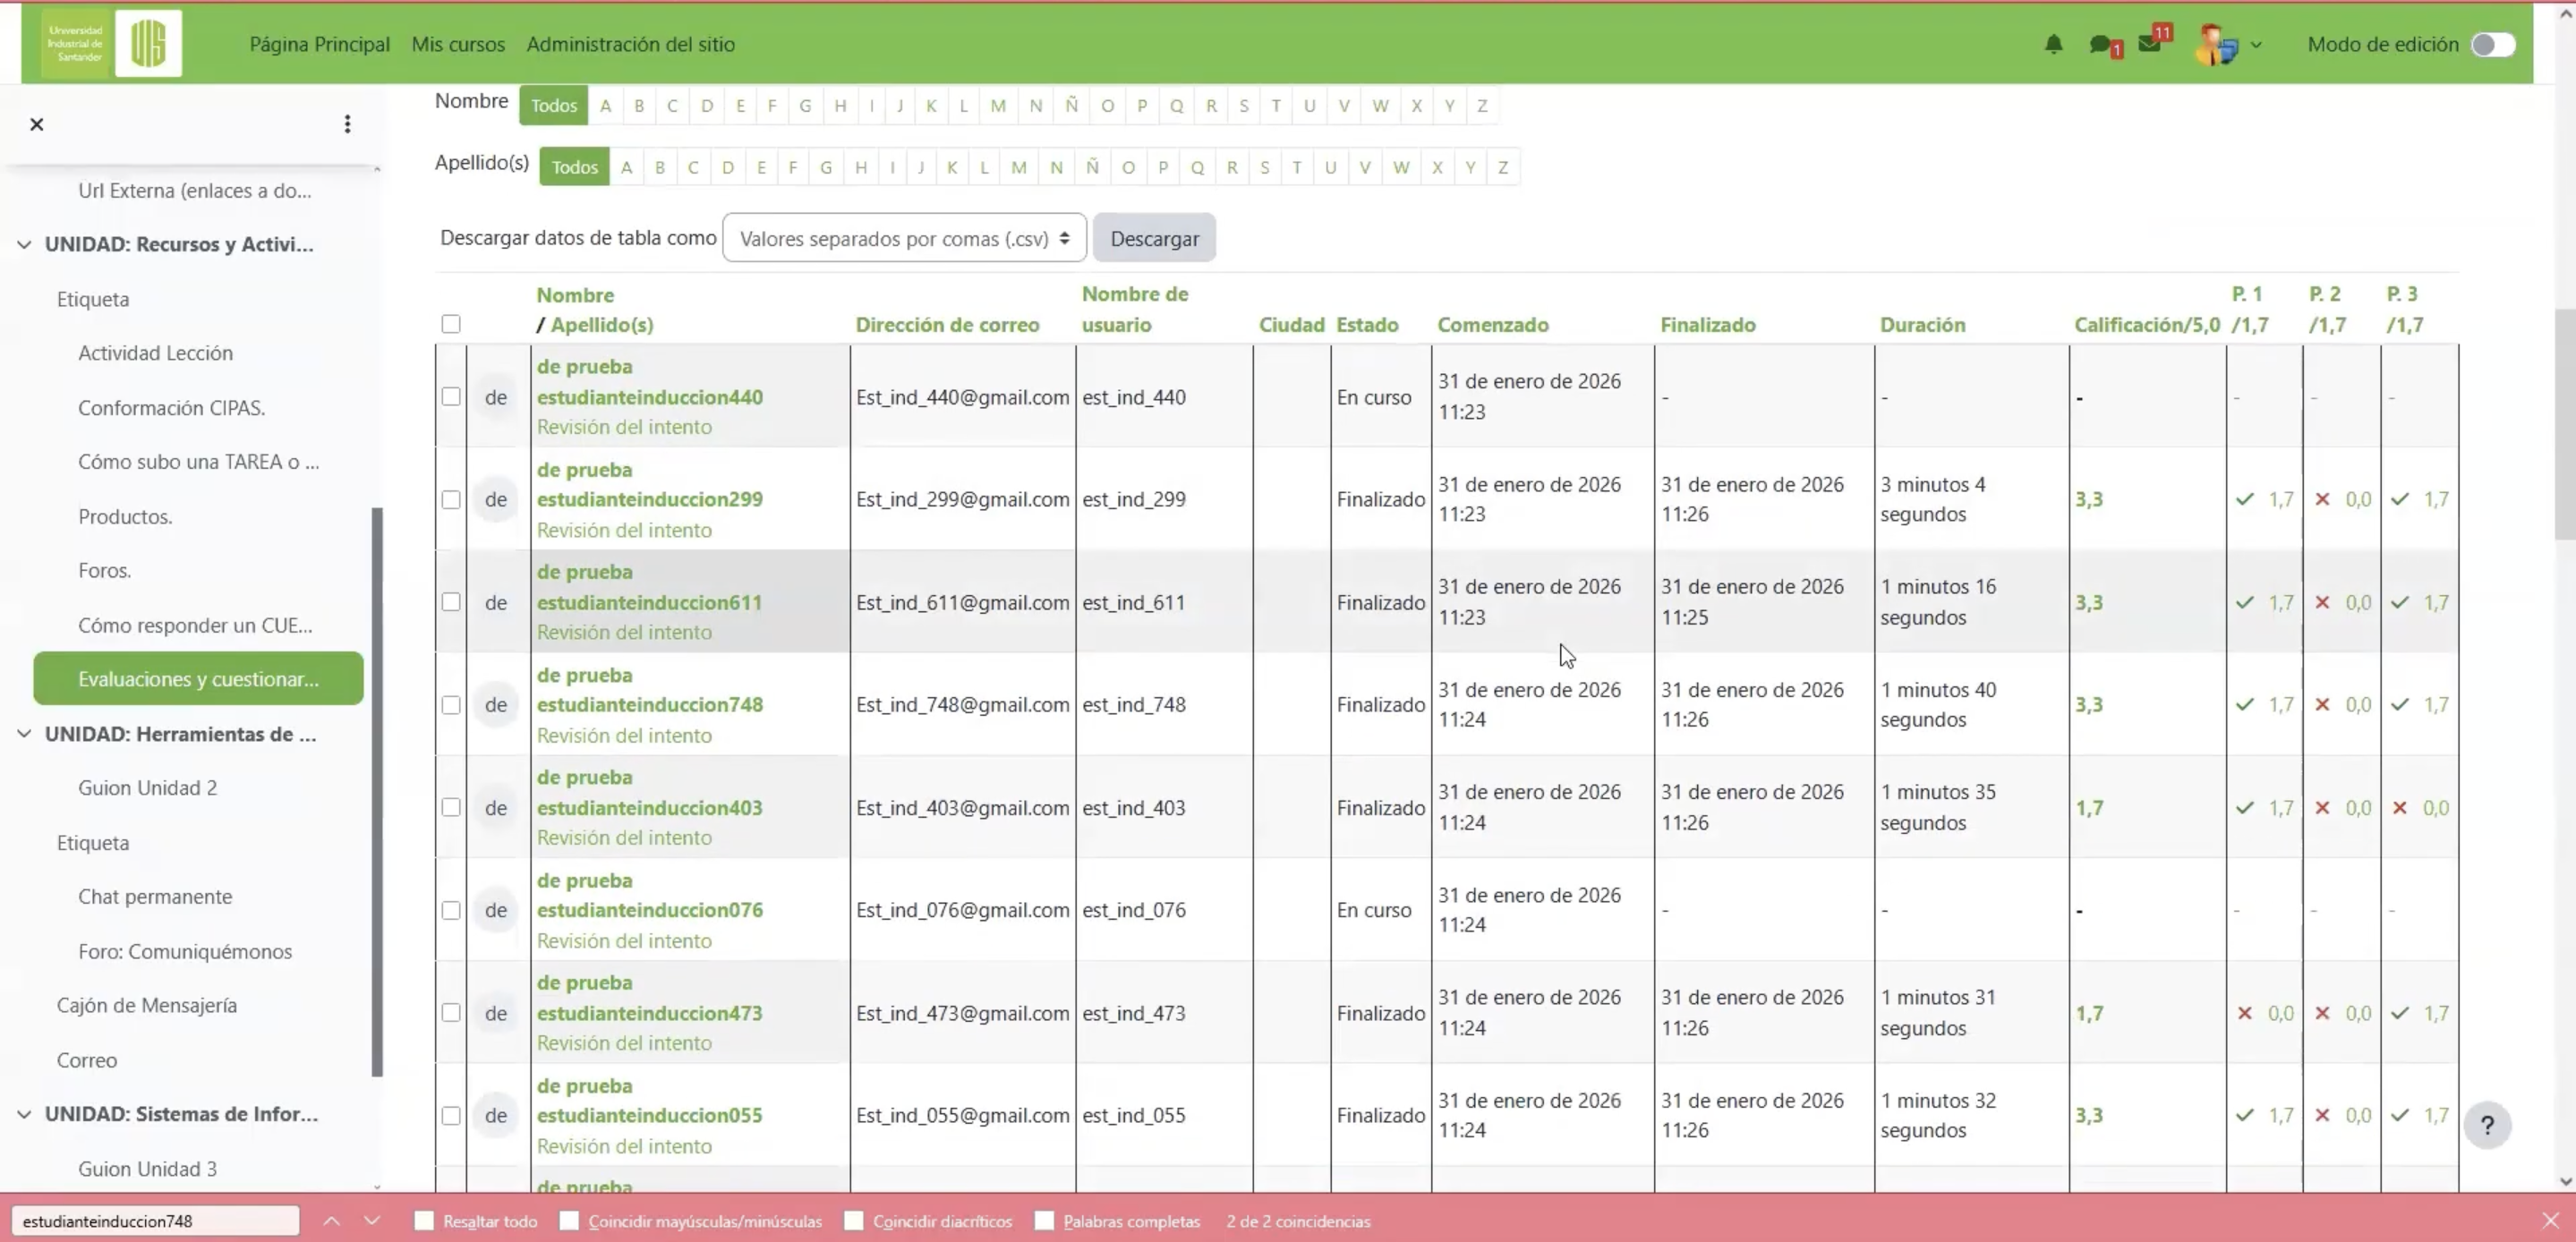 Universidad
Industrial de
Santander
Página Principal Mis cursos Administración del sitio
1
11
Modo de edición
Url Externa (enlaces a do...
UNIDAD: Recursos y Activi...
Etiqueta
Actividad Lección
Conformación CIPAS.
Cómo subo una TAREA o ...
Productos.
Foros.
Cómo responder un CUE...
Evaluaciones y cuestionar...
UNIDAD: Herramientas de ...
Guion Unidad 2
Etiqueta
Chat permanente
Foro: Comuniquémonos
Cajón de Mensajería
Correo
UNIDAD: Sistemas de Infor...
Guion Unidad 3
Nombre Todos A B C D E F G H I J K L M N Ñ O P Q R S T U V W X Y Z
Apellido(s) Todos A B C D E F G H I J K L M N Ñ O P Q R S T U V W X Y Z
Descargar datos de tabla como Valores separados por comas (.csv) Descargar
Nombre / Apellido(s) Dirección de correo Nombre de usuario Ciudad Estado Comenzado Finalizado Duración Calificación/5,0 P. 1 /1,7 P. 2 /1,7 P. 3 /1,7
de de prueba estudianteinduccion440 Revisión del intento Est_ind_440@gmail.com est_ind_440 En curso 31 de enero de 2026 11:23 - - - - - -
de de prueba estudianteinduccion299 Revisión del intento Est_ind_299@gmail.com est_ind_299 Finalizado 31 de enero de 2026 11:23 31 de enero de 2026 11:26 3 minutos 4 segundos 3,3 1,7 0,0 1,7
de de prueba estudianteinduccion611 Revisión del intento Est_ind_611@gmail.com est_ind_611 Finalizado 31 de enero de 2026 11:23 31 de enero de 2026 11:25 1 minutos 16 segundos 3,3 1,7 0,0 1,7
de de prueba estudianteinduccion748 Revisión del intento Est_ind_748@gmail.com est_ind_748 Finalizado 31 de enero de 2026 11:24 31 de enero de 2026 11:26 1 minutos 40 segundos 3,3 1,7 0,0 1,7
de de prueba estudianteinduccion403 Revisión del intento Est_ind_403@gmail.com est_ind_403 Finalizado 31 de enero de 2026 11:24 31 de enero de 2026 11:26 1 minutos 35 segundos 1,7 1,7 0,0 0,0
de de prueba estudianteinduccion076 Revisión del intento Est_ind_076@gmail.com est_ind_076 En curso 31 de enero de 2026 11:24 - - - - - -
de de prueba estudianteinduccion473 Revisión del intento Est_ind_473@gmail.com est_ind_473 Finalizado 31 de enero de 2026 11:24 31 de enero de 2026 11:26 1 minutos 31 segundos 1,7 0,0 0,0 1,7
de de prueba estudianteinduccion055 Revisión del intento Est_ind_055@gmail.com est_ind_055 Finalizado 31 de enero de 2026 11:24 31 de enero de 2026 11:26 1 minutos 32 segundos 3,3 1,7 0,0 1,7
de prueba
?
estudianteinduccion748 Resaltar todo Coincidir mayúsculas/minúsculas Coincidir diacríticos Palabras completas 2 de 2 coincidencias